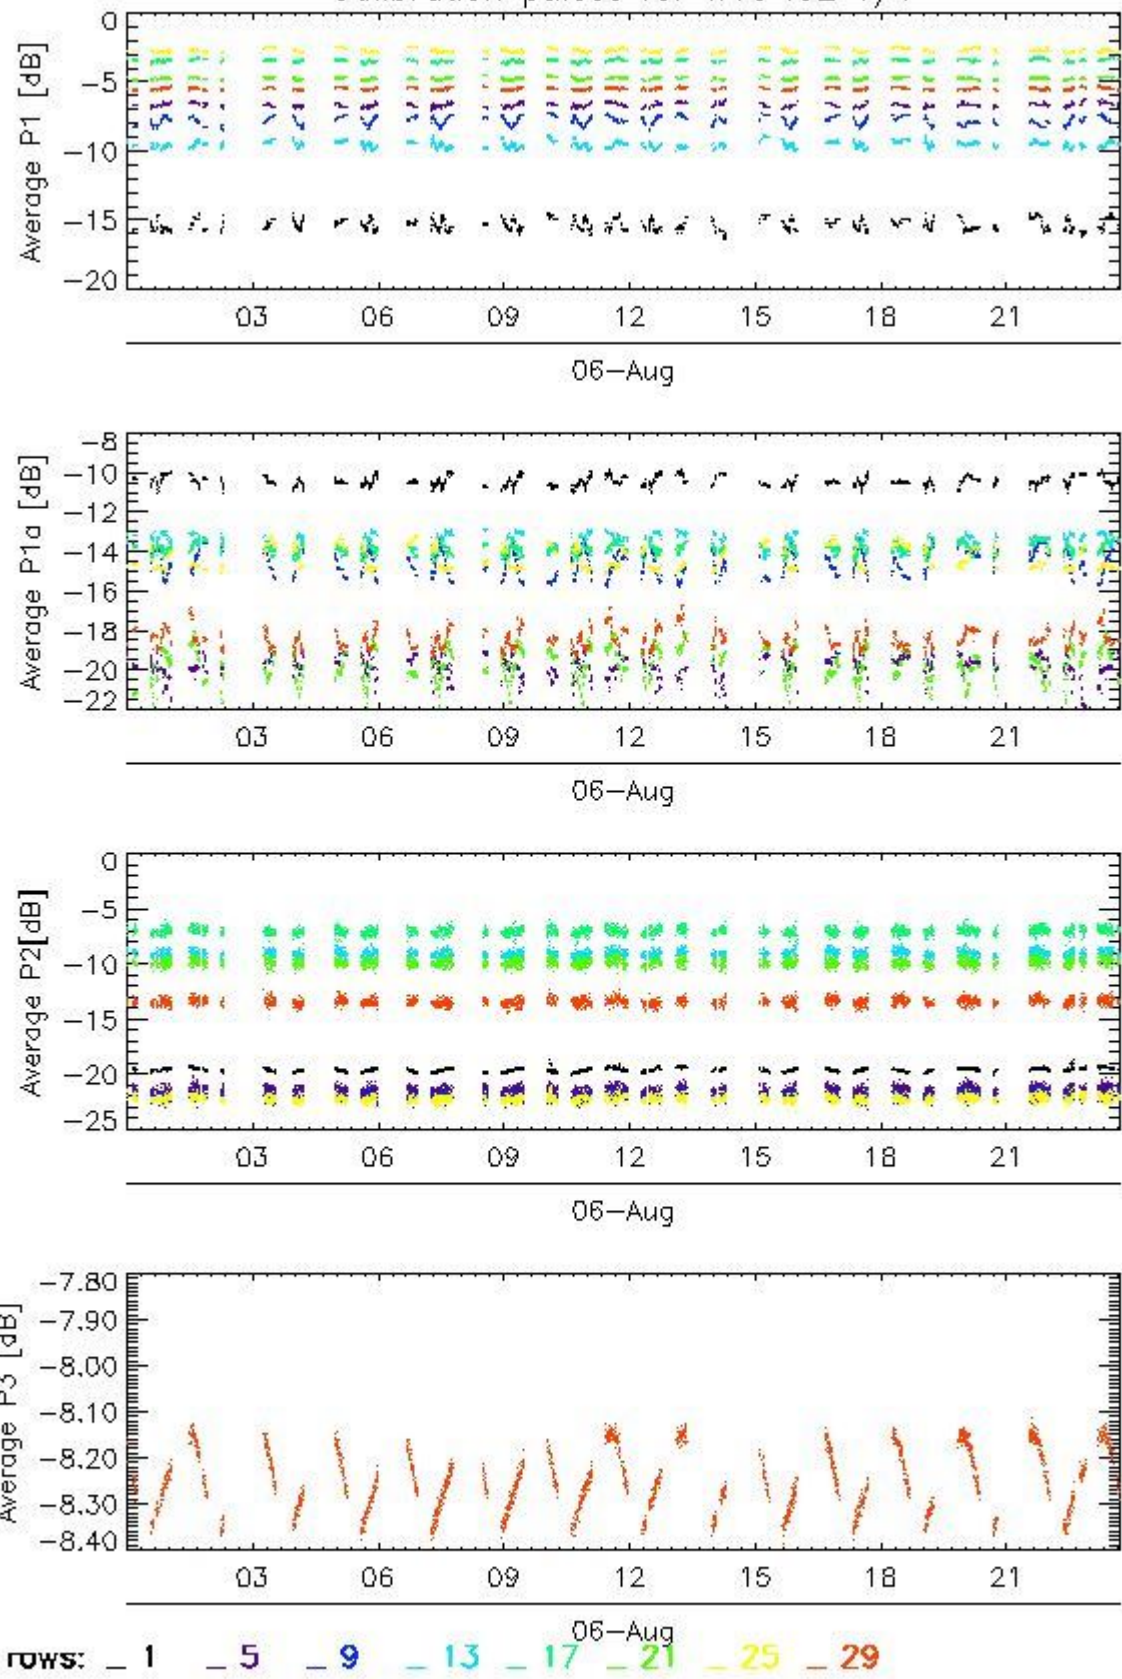 0
−5
−10
−15
−20
Average P1 [dB]
03 06 09 12 15 18 21
06−Aug
−8
−10
−12
−14
−16
−18
−20
−22
Average P1a [dB]
03 06 09 12 15 18 21
06−Aug
0
−5
−10
−15
−20
−25
Average P2[dB]
03 06 09 12 15 18 21
06−Aug
−7.80
−7.90
−8.00
−8.10
−8.20
−8.30
−8.40
Average P3 [dB]
03 06 09 12 15 18 21
06−Aug
rows: _ 1 _ 5 _ 9 _ 13 _ 17 _ 21 _ 25 _ 29